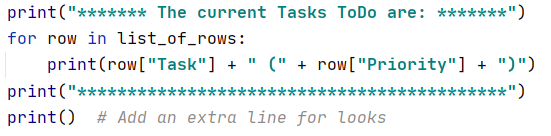 print("******* The current Tasks ToDo are: *******")
for row in list_of_rows:
    print(row["Task"] + " (" + row["Priority"] + ")")
print("*******************************************")
print()  # Add an extra line for looks